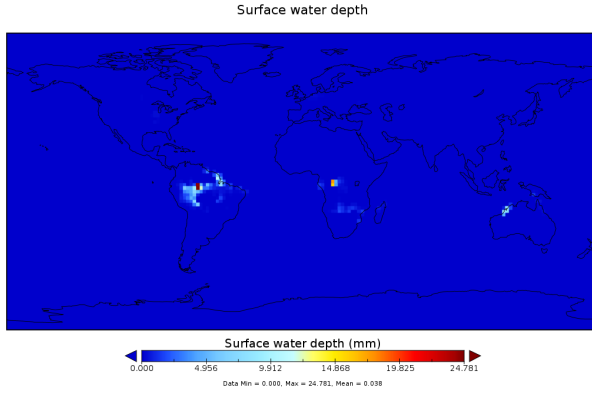 Surface water depth
Surface water depth (mm)
0.000 4.956 9.912 14.868 19.825 24.781
Data Min = 0.000, Max = 24.781, Mean = 0.038